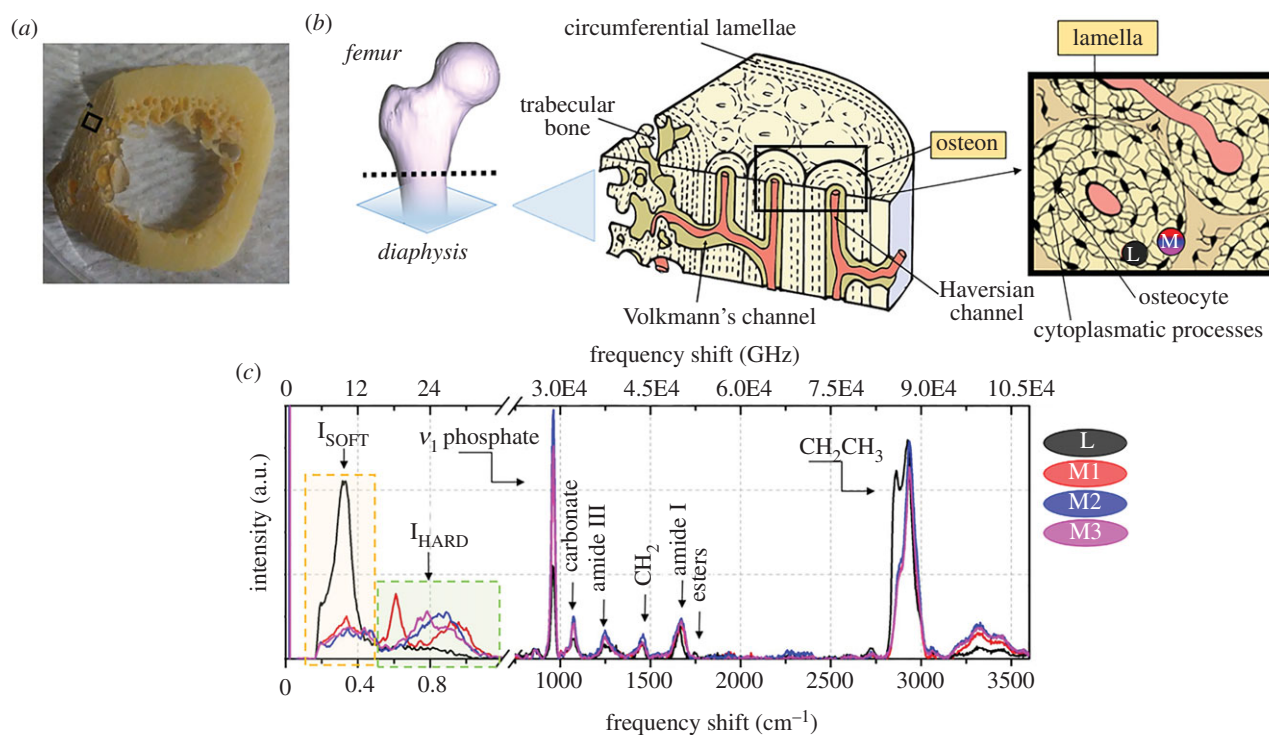 (a)
(b)
femur
diaphysis
circumferential lamellae
trabecular
bone
osteon
Volkmann's channel
Haversian
channel
lamella
L
M
osteocyte
cytoplasmatic processes
(c)
frequency shift (GHz)
0 12 24 3.0E4 4.5E4 6.0E4 7.5E4 9.0E4 10.5E4
intensity (a.u.)
I_SOFT
I_HARD
ν₁ phosphate
carbonate
amide III
CH₂
amide I
esters
CH₂CH₃
L
M1
M2
M3
0 0.4 0.8 1000 1500 2000 2500 3000 3500
frequency shift (cm⁻¹)